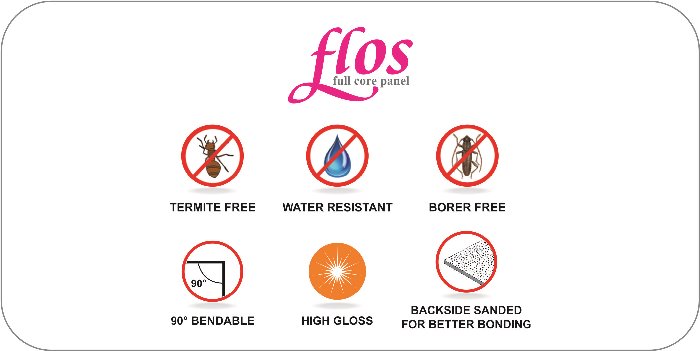 flos
full core panel
TERMITE FREE
WATER RESISTANT
BORER FREE
90°
90° BENDABLE
HIGH GLOSS
BACKSIDE SANDED
FOR BETTER BONDING